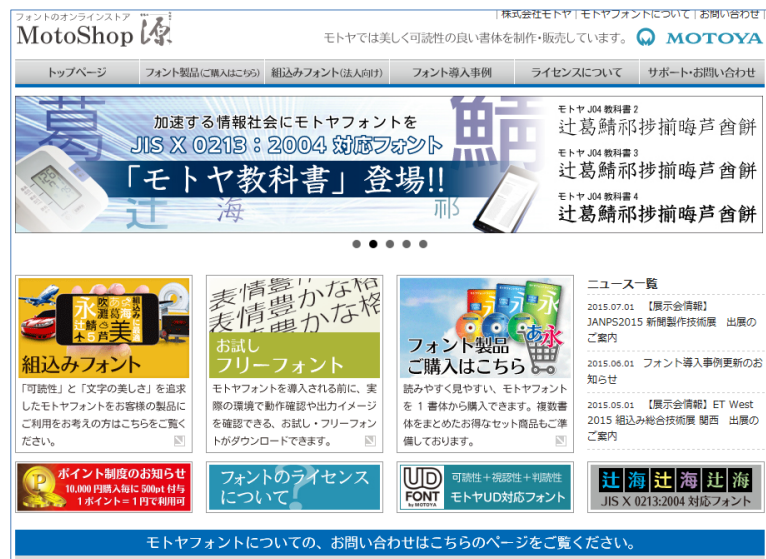 フォントのオンラインストア
MotoShop 源
株式会社モトヤ | モトヤフォントについて | お問い合わせ
モトヤでは美しく可読性の良い書体を制作・販売しています。 MOTOYA
トップページ フォント製品(ご購入はこちら) 組込みフォント(法人向け) フォント導入事例 ライセンスについて サポート・お問い合わせ
葛 鯖
加速する情報社会にモトヤフォントを
JIS X 0213：2004 対応フォント
「モトヤ教科書」登場!!
辻 海 祁
モトヤ J04 教科書 2
辻葛鯖祁捗揃晦芦酋餅
モトヤ J04 教科書 3
辻葛鯖祁捗揃晦芦酋餅
モトヤ J04 教科書 4
辻葛鯖祁捗揃晦芦酋餅
組込みフォント
「可読性」と「文字の美しさ」を追求
したモトヤフォントをお客様の製品に
ご利用をお考えの方はこちらをご覧く
ださい。
表情豊かな格
表情豊かな格
お試し
フリーフォント
モトヤフォントを導入される前に、実
際の環境で動作確認や出力イメージ
を確認できる、お試し・フリーフォン
トがダウンロードできます。
永
あ永
フォント製品
ご購入はこちら
読みやすく見やすい、モトヤフォント
を 1 書体から購入できます。複数書
体をまとめたお得なセット商品もご準
備しております。
ニュース一覧
2015.07.01 【展示会情報】
JANPS2015 新聞製作技術展 出展の
ご案内
2015.06.01 フォント導入事例更新のお
知らせ
2015.05.01 【展示会情報】ET West
2015 組込み総合技術展 関西 出展の
ご案内
P
ポイント制度のお知らせ
10,000 円購入毎に 500pt 付与
1 ポイント＝1 円で利用可
フォントのライセンス
について
?
UD
FONT
by MOTOYA
可読性＋視認性＋判読性
モトヤUD対応フォント
辻 海 辻 海 辻 海
JIS X 0213:2004 対応フォント
モトヤフォントについての、お問い合わせはこちらのページをご覧ください。